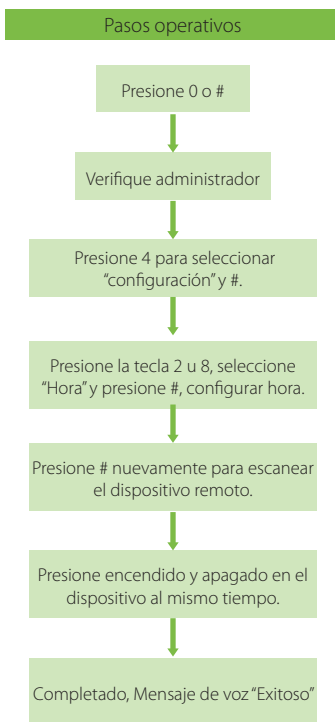 Pasos operativos
Presione 0 o #
Verifique administrador
Presione 4 para seleccionar
“configuración” y #.
Presione la tecla 2 u 8, seleccione
“Hora” y presione #, configurar hora.
Presione # nuevamente para escanear
el dispositivo remoto.
Presione encendido y apagado en el
dispositivo al mismo tiempo.
Completado, Mensaje de voz “Exitoso”